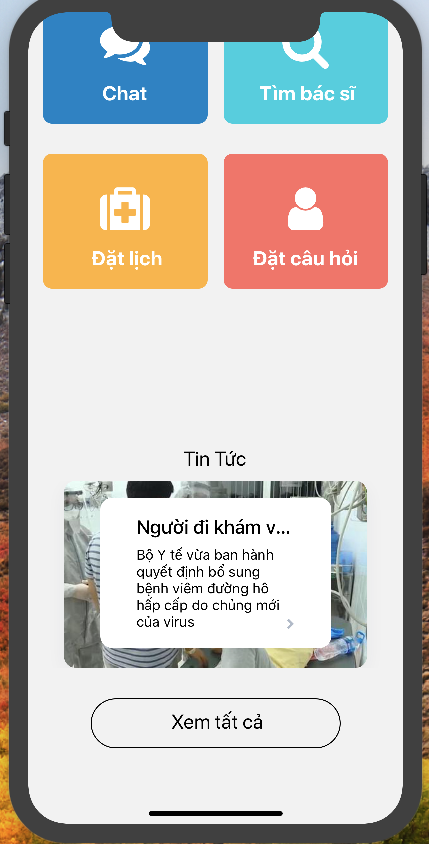 Chat
Tìm bác sĩ
Đặt lịch
Đặt câu hỏi
Tin Tức
Người đi khám v...
Bộ Y tế vừa ban hành
quyết định bổ sung
bệnh viêm đường hô
hấp cấp do chủng mới
của virus
Xem tất cả